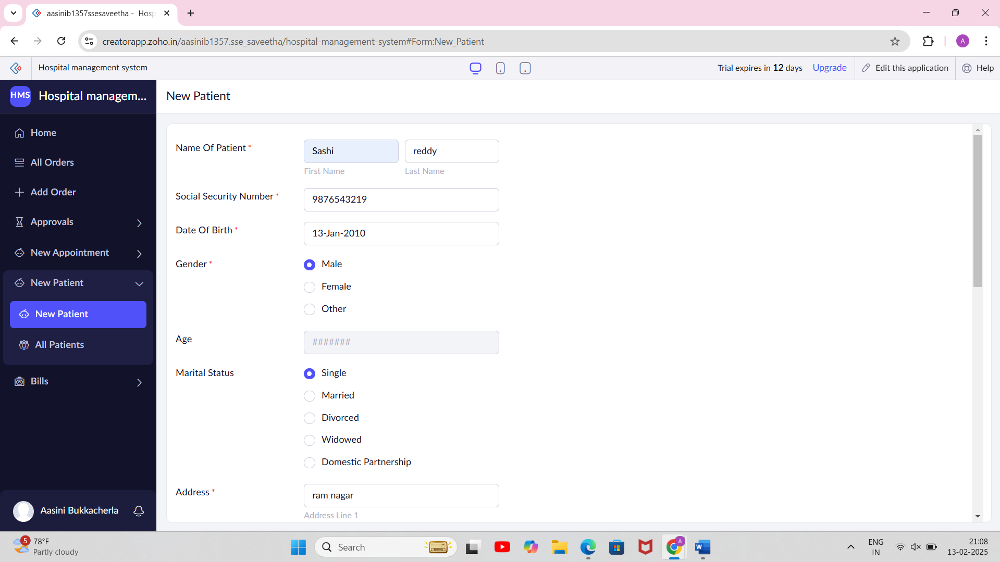 aasinib1357ssesaveetha - Hosp
creatorapp.zoho.in/aasinib1357.sse_saveetha/hospital-management-system#Form:New_Patient
A
Hospital management system
Trial expires in 12 days
Upgrade
Edit this application
Help
HMS
Hospital managem...
New Patient
Home
All Orders
Add Order
Approvals
New Appointment
New Patient
New Patient
All Patients
Bills
Aasini Bukkacherla
Name Of Patient *
Sashi
reddy
First Name
Last Name
Social Security Number *
9876543219
Date Of Birth *
13-Jan-2010
Gender *
Male
Female
Other
Age
#######
Marital Status
Single
Married
Divorced
Widowed
Domestic Partnership
Address *
ram nagar
Address Line 1
5
78°F
Partly cloudy
Search
A
W
ENG
IN
21:08
13-02-2025